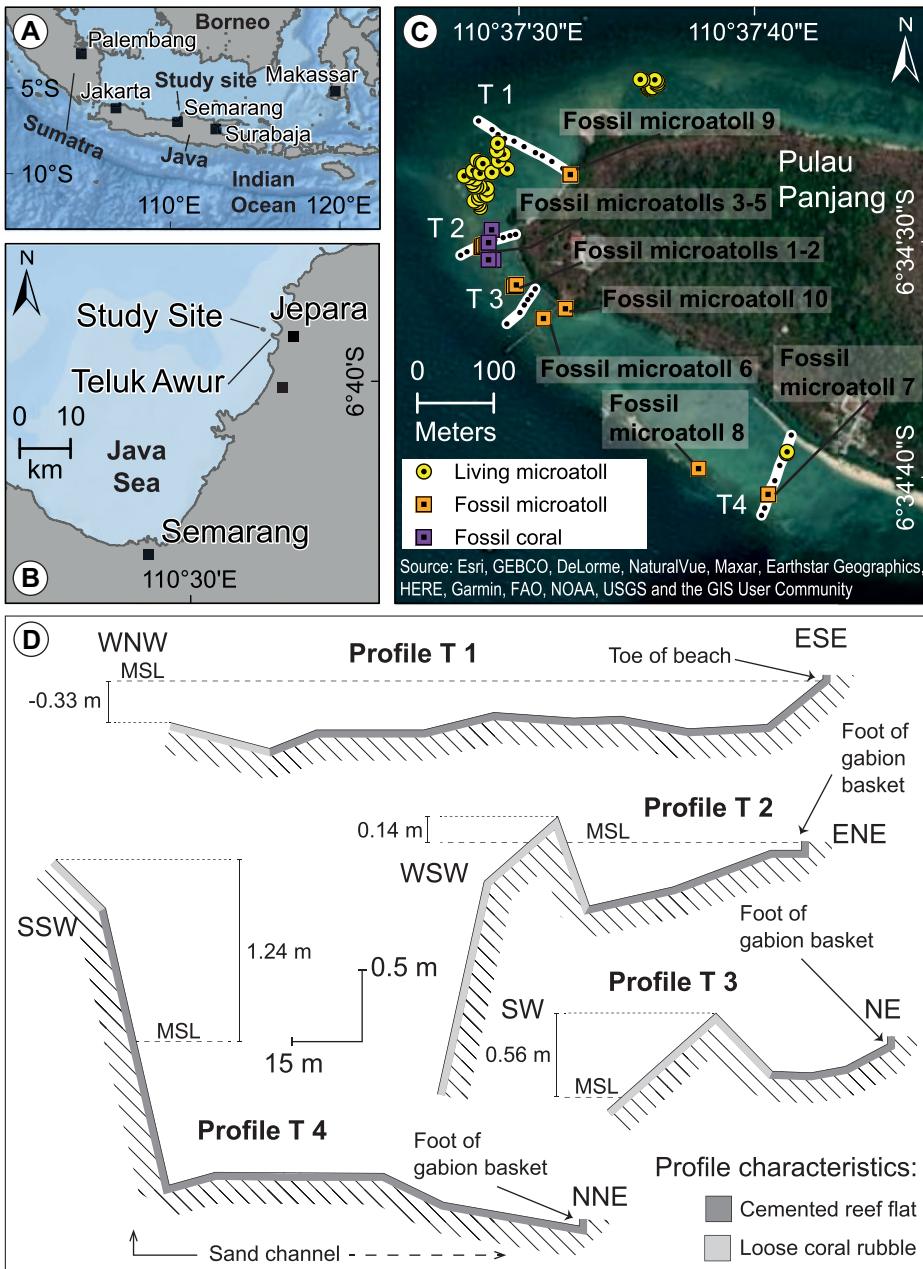 A
Borneo
Palembang
5°S
Study site
Makassar
Jakarta
Semarang
Surabaja
Sumatra
Java
10°S
Indian
Ocean
110°E
120°E
B
N
Study Site
Jepara
Teluk Awur
6°40'S
0 10
km
Java
Sea
Semarang
110°30'E
C
110°37'30"E
110°37'40"E
N
T 1
Fossil microatoll 9
Pulau
Panjang
Fossil microatolls 3-5
T 2
6°34'30"S
Fossil microatolls 1-2
T 3
Fossil microatoll 10
0 100
Meters
Fossil microatoll 6
Fossil
microatoll 7
Fossil
microatoll 8
T4
6°34'40"S
Living microatoll
Fossil microatoll
Fossil coral
Source: Esri, GEBCO, DeLorme, NaturalVue, Maxar, Earthstar Geographics,
HERE, Garmin, FAO, NOAA, USGS and the GIS User Community
D
WNW
MSL
Profile T 1
Toe of beach
ESE
-0.33 m
Foot of
gabion
basket
Profile T 2
0.14 m
MSL
ENE
WSW
SSW
1.24 m
0.5 m
15 m
MSL
Foot of
gabion basket
Profile T 3
SW
NE
0.56 m
MSL
Profile T 4
Foot of
gabion basket
NNE
Sand channel
Profile characteristics:
Cemented reef flat
Loose coral rubble